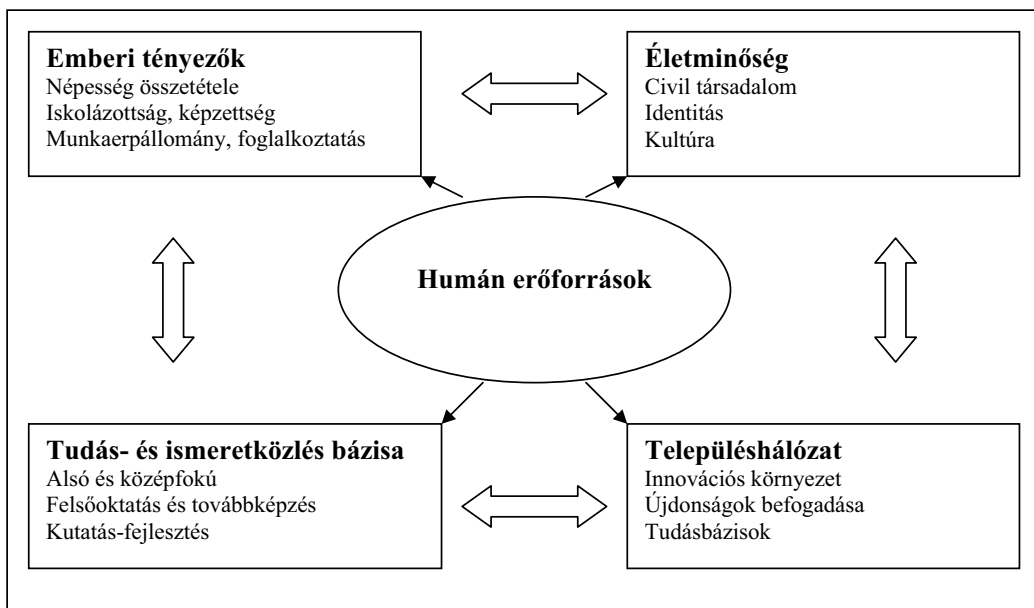 Emberi tényezők
Népesség összetétele
Iskolázottság, képzettség
Munkaerpállomány, foglalkoztatás
Életminőség
Civil társadalom
Identitás
Kultúra
Humán erőforrások
Tudás- és ismeretközlés bázisa
Alsó és középfokú
Felsőoktatás és továbbképzés
Kutatás-fejlesztés
Településhálózat
Innovációs környezet
Újdonságok befogadása
Tudásbázisok